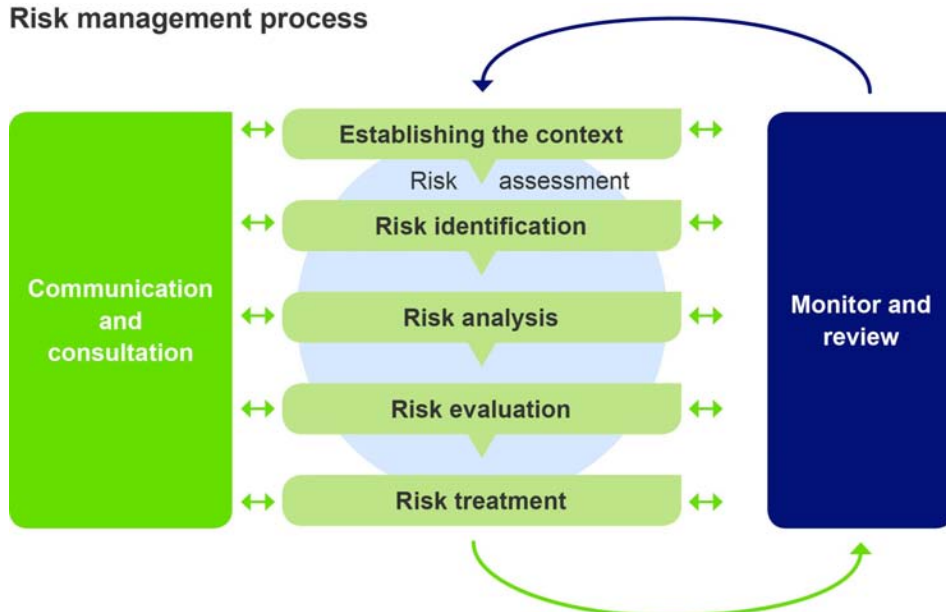 Risk management process
Establishing the context
Risk assessment
Risk identification
Communication
and
consultation
Risk analysis
Monitor and
review
Risk evaluation
Risk treatment